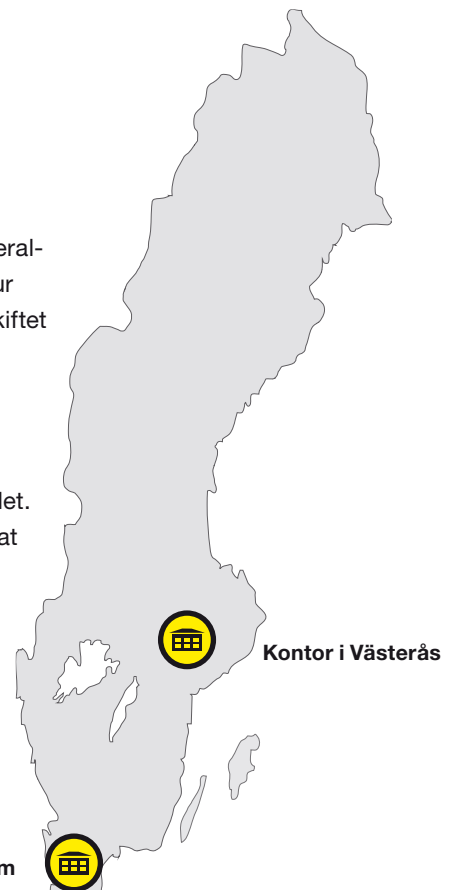 eral-
ur
kiftet
let.
at
Kontor i Västerås
m